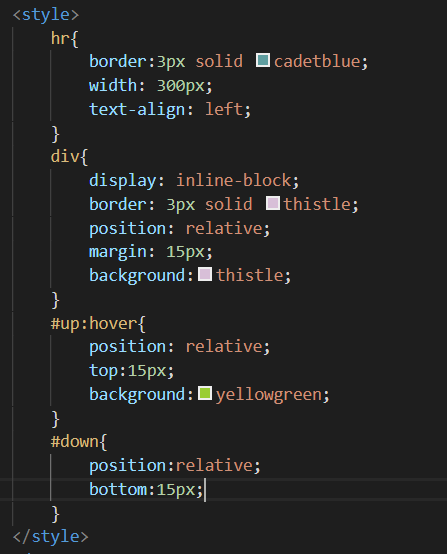 <style>
hr{
border:3px solid cadetblue;
width: 300px;
text-align: left;
}
div{
display: inline-block;
border: 3px solid thistle;
position: relative;
margin: 15px;
background:thistle;
}
#up:hover{
position: relative;
top:15px;
background:yellowgreen;
}
#down{
position:relative;
bottom:15px;
}
</style>